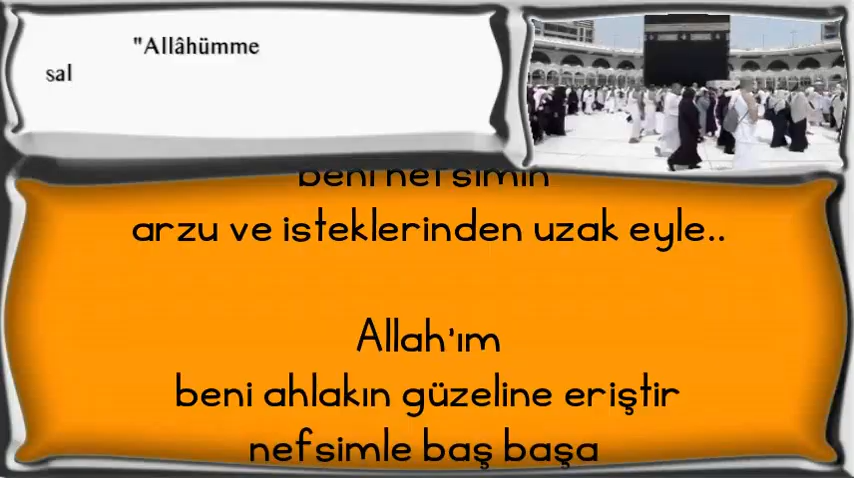 "Allâhümme
sal
beni nefsimin
arzu ve isteklerinden uzak eyle..
Allah'ım
beni ahlakın güzeline eriştir
nefsimle baş başa